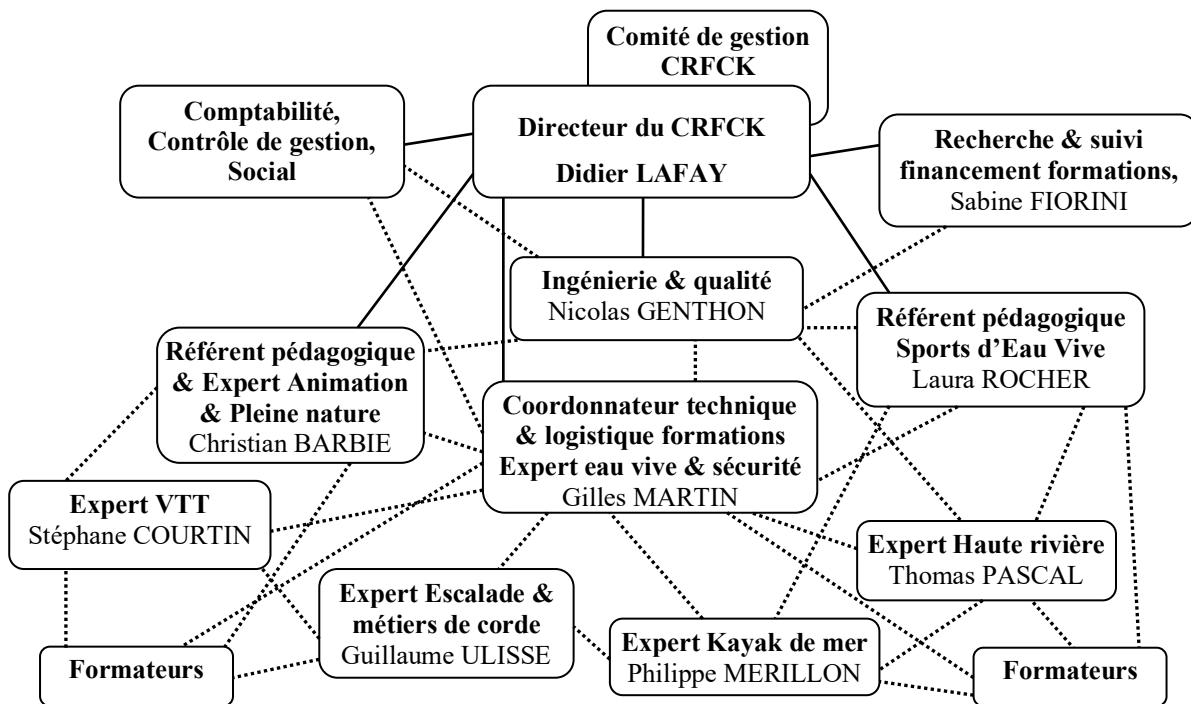 Comité de gestion
CRFCK
Comptabilité,
Contrôle de gestion,
Social
Directeur du CRFCK
Didier LAFAY
Recherche & suivi
financement formations,
Sabine FIORINI
Ingénierie & qualité
Nicolas GENTHON
Référent pédagogique
Sports d’Eau Vive
Laura ROCHER
Référent pédagogique
& Expert Animation
& Pleine nature
Christian BARBIE
Coordonnateur technique
& logistique formations
Expert eau vive & sécurité
Gilles MARTIN
Expert VTT
Stéphane COURTIN
Expert Haute rivière
Thomas PASCAL
Expert Escalade &
métiers de corde
Guillaume ULISSE
Expert Kayak de mer
Philippe MERILLON
Formateurs
Formateurs